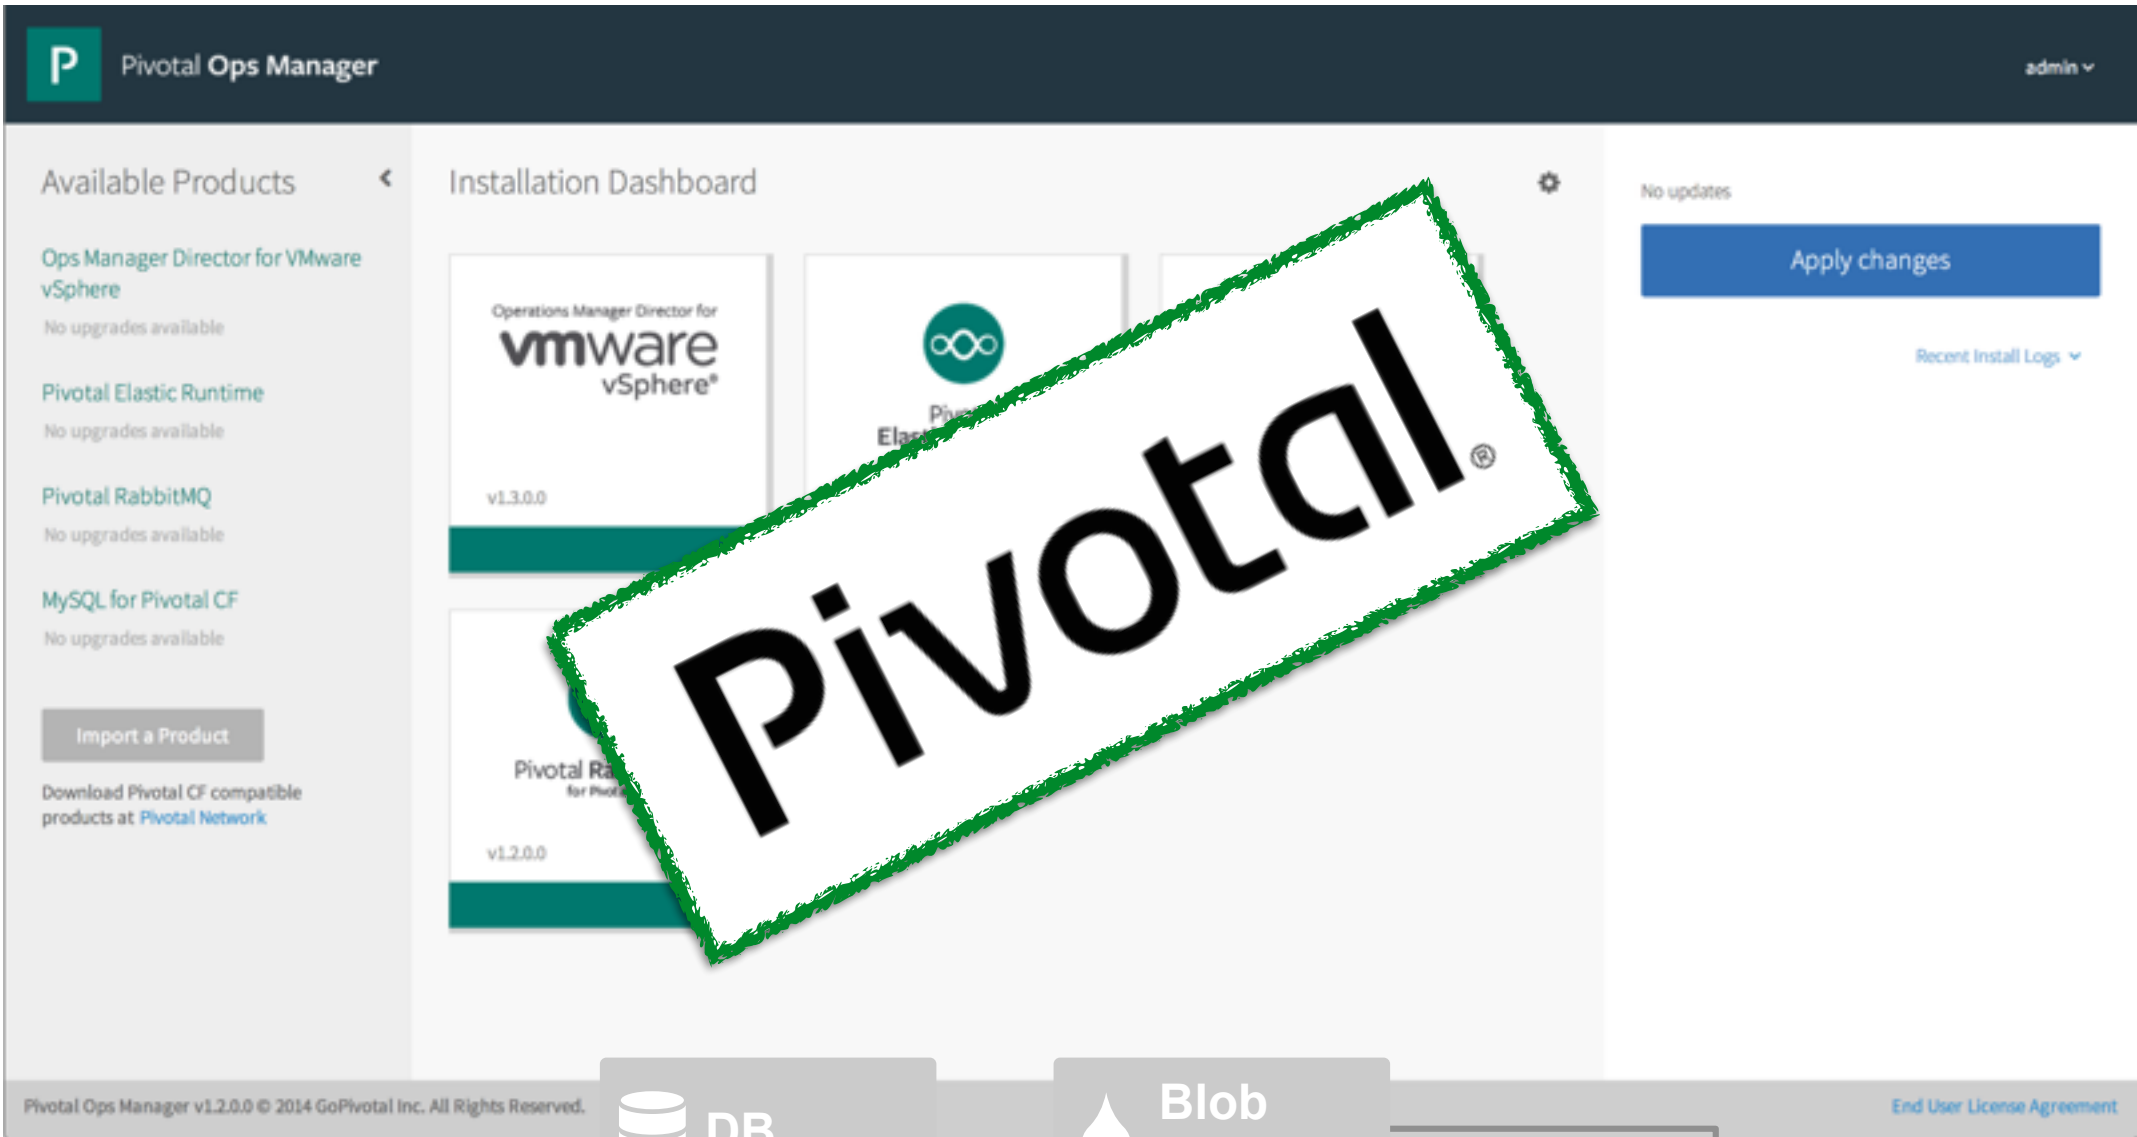 P
Pivotal Ops Manager
admin
Available Products
Ops Manager Director for VMware
vSphere
No upgrades available
Pivotal Elastic Runtime
No upgrades available
Pivotal RabbitMQ
No upgrades available
MySQL for Pivotal CF
No upgrades available
Import a Product
Download Pivotal CF compatible
products at Pivotal Network
Installation Dashboard
Operations Manager Director for
vmware
vSphere®
v1.3.0.0
Pivotal
for
v1.2.0.0
Pivotal®
No updates
Apply changes
Recent Install Logs
Pivotal Ops Manager v1.2.0.0 © 2014 GoPivotal Inc. All Rights Reserved.
DB
Blob
End User License Agreement